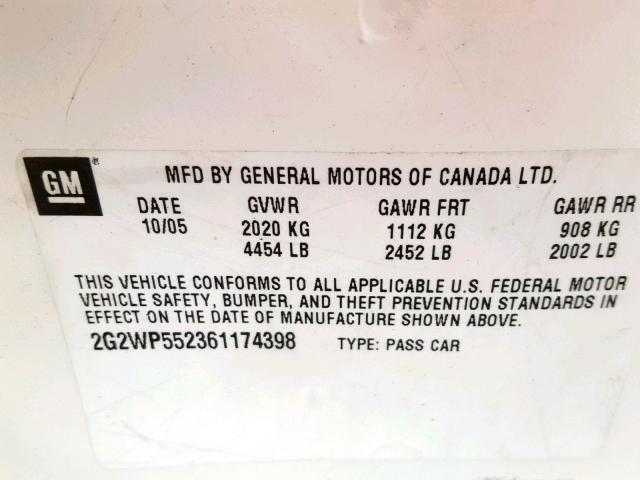 GM ® MFD BY GENERAL MOTORS OF CANADA LTD.
DATE GVWR GAWR FRT GAWR RR
10/05 2020 KG 1112 KG 908 KG
4454 LB 2452 LB 2002 LB
THIS VEHICLE CONFORMS TO ALL APPLICABLE U.S. FEDERAL MOTOR
VEHICLE SAFETY, BUMPER, AND THEFT PREVENTION STANDARDS IN
EFFECT ON THE DATE OF MANUFACTURE SHOWN ABOVE.
2G2WP552361174398 TYPE: PASS CAR